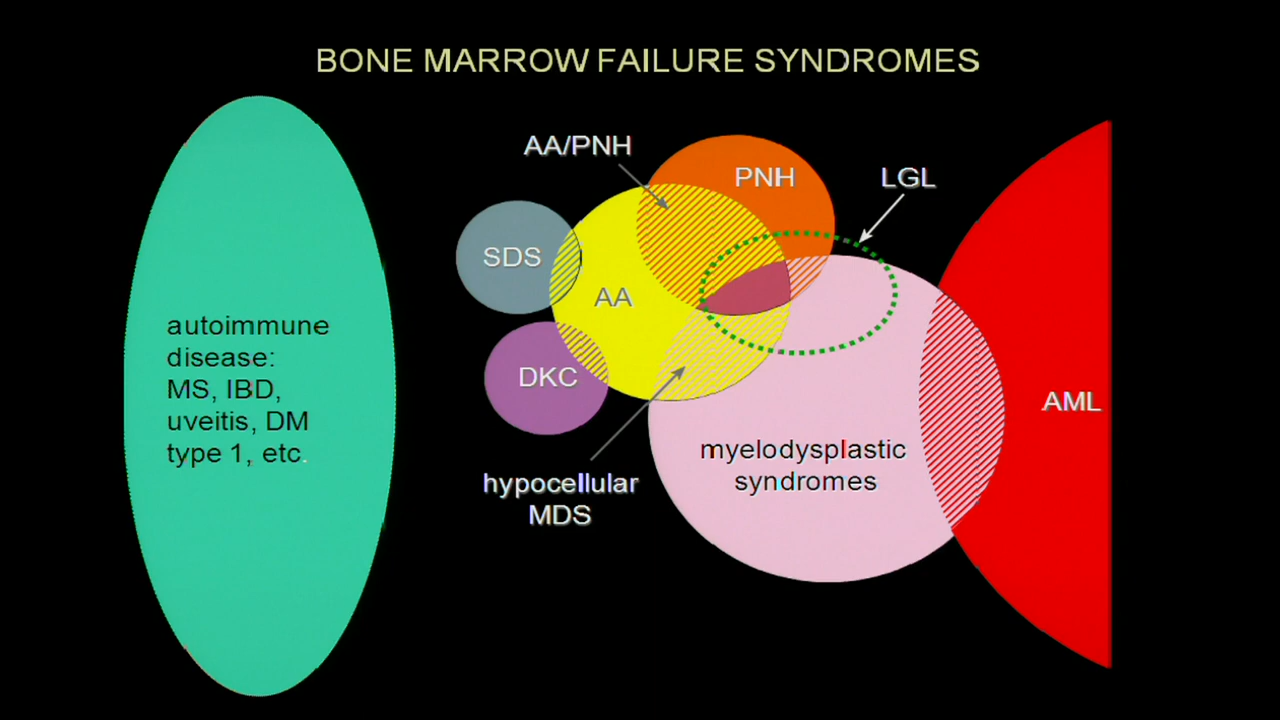 BONE MARROW FAILURE SYNDROMES
AA/PNH
PNH
LGL
SDS
AA
autoimmune
disease:
MS, IBD,
uveitis, DM
type 1, etc.
DKC
AML
myelodysplastic
syndromes
hypocellular
MDS